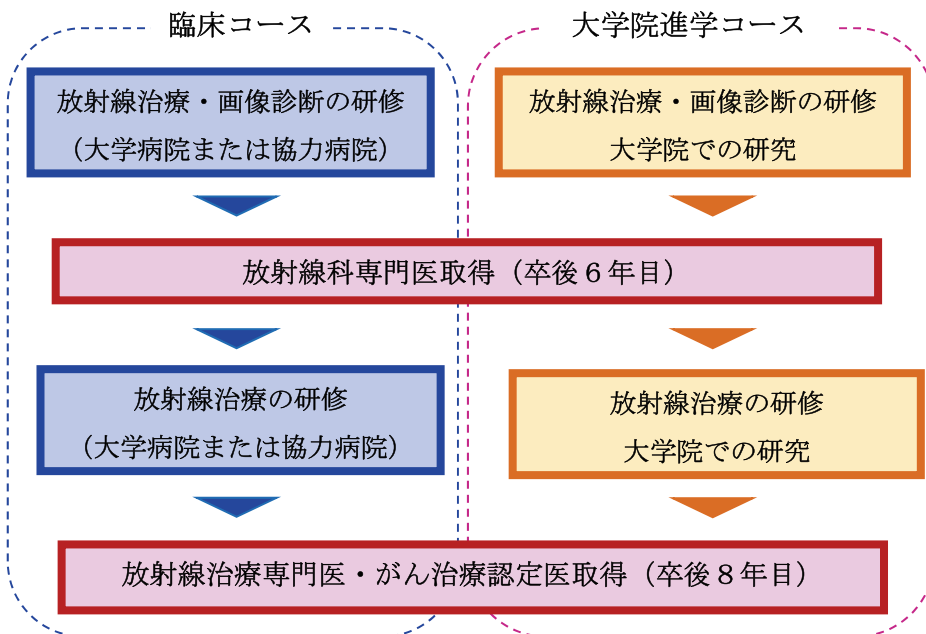 臨床コース
大学院進学コース
放射線治療・画像診断の研修
（大学病院または協力病院）
放射線治療・画像診断の研修
大学院での研究
放射線科専門医取得（卒後６年目）
放射線治療の研修
（大学病院または協力病院）
放射線治療の研修
大学院での研究
放射線治療専門医・がん治療認定医取得（卒後８年目）